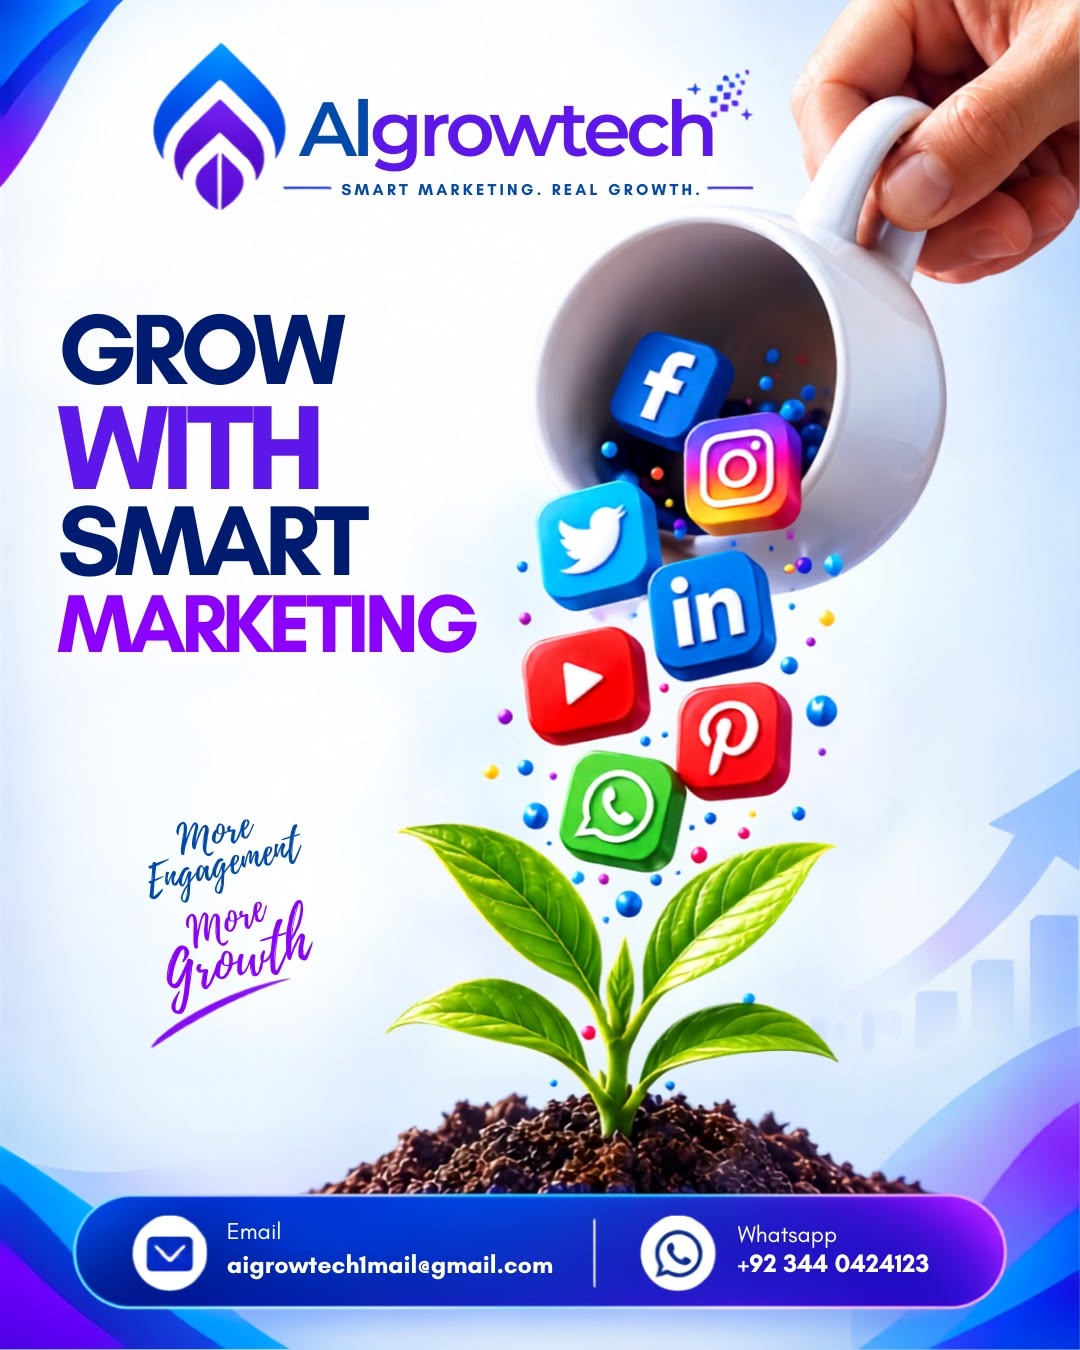 AIgrowtech
SMART MARKETING. REAL GROWTH.
GROW
WITH
SMART
MARKETING
f
in
More
Engagement
More
Growth
Email
aigrowtech1mail@gmail.com
Whatsapp
+92 344 0424123